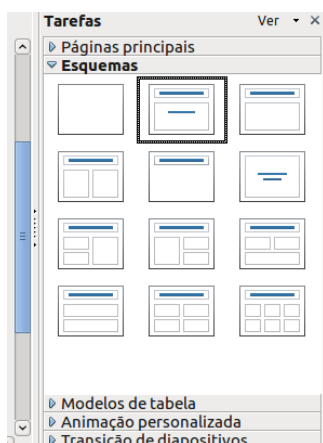 Tarefas Ver
Páginas principais
Esquemas
Modelos de tabela
Animação personalizada
Transição de diapositivos